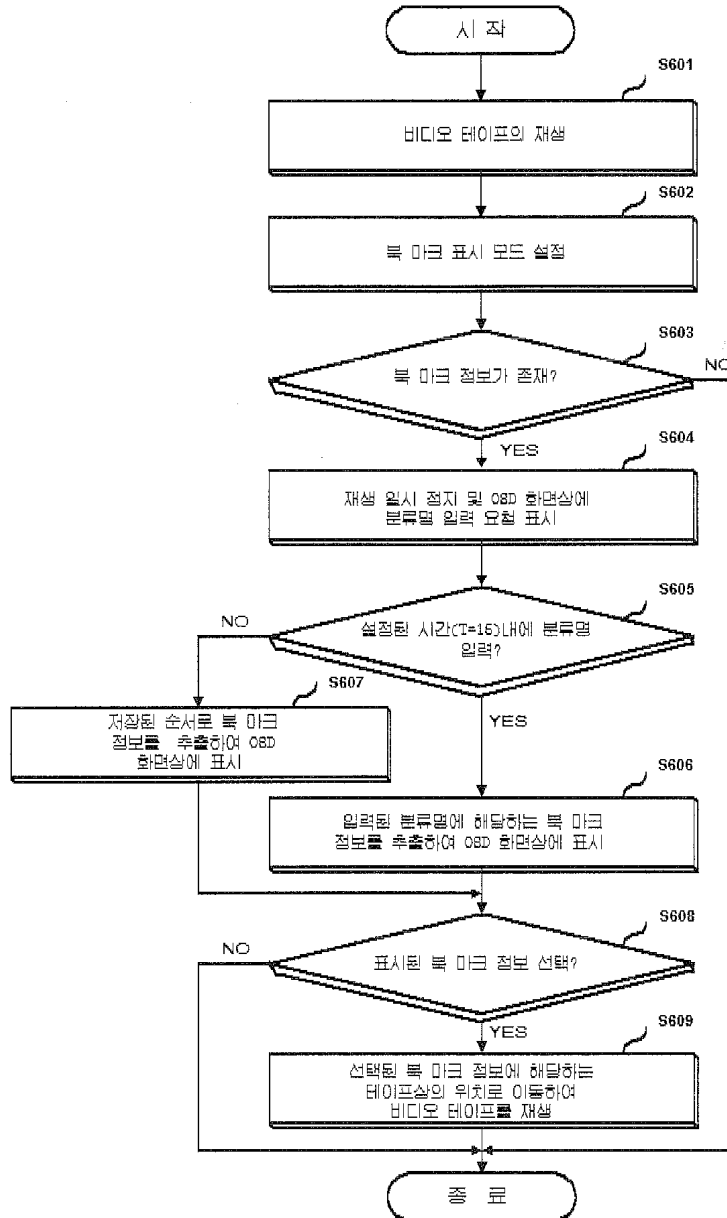 시 작
S601
비디오 테이프의 재생
S602
북 마크 표시 모드 설정
S603
북 마크 정보가 존재?
NO
YES
S604
재생 일시 정지 및 OSD 화면상에
분류명 입력 요청 표시
S605
NO
설정된 시간(T=15)내에 분류명
입력?
S607
YES
저장된 순서로 북 마크
정보를 추출하여 OSD
화면상에 표시
S606
입력된 분류명에 해당하는 북 마크
정보를 추출하여 OSD 화면상에 표시
S608
NO
표시된 북 마크 정보 선택?
YES
S609
선택된 북 마크 정보에 해당하는
테이프상의 위치로 이동하여
비디오 테이프를 재생
종 료